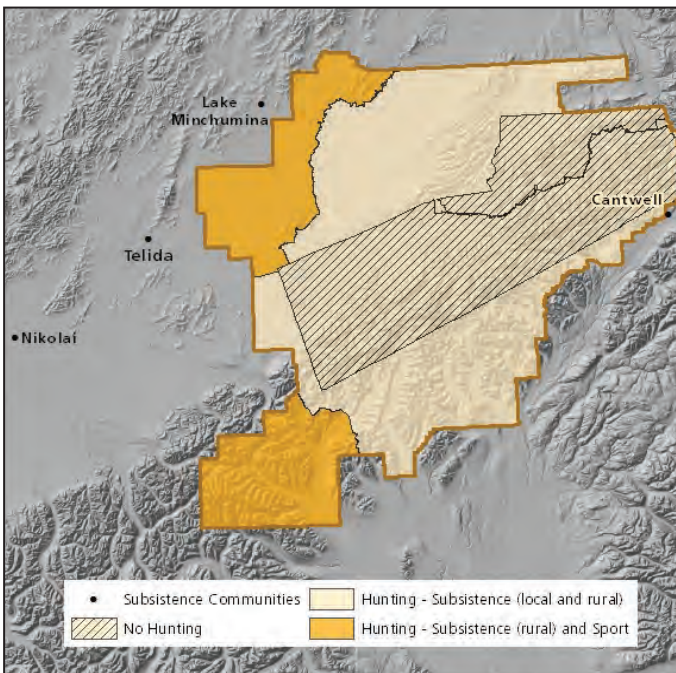 Lake
Minchumina
Cantwell
Telida
Nikolai
Subsistence Communities
Hunting - Subsistence (local and rural)
No Hunting
Hunting - Subsistence (rural) and Sport